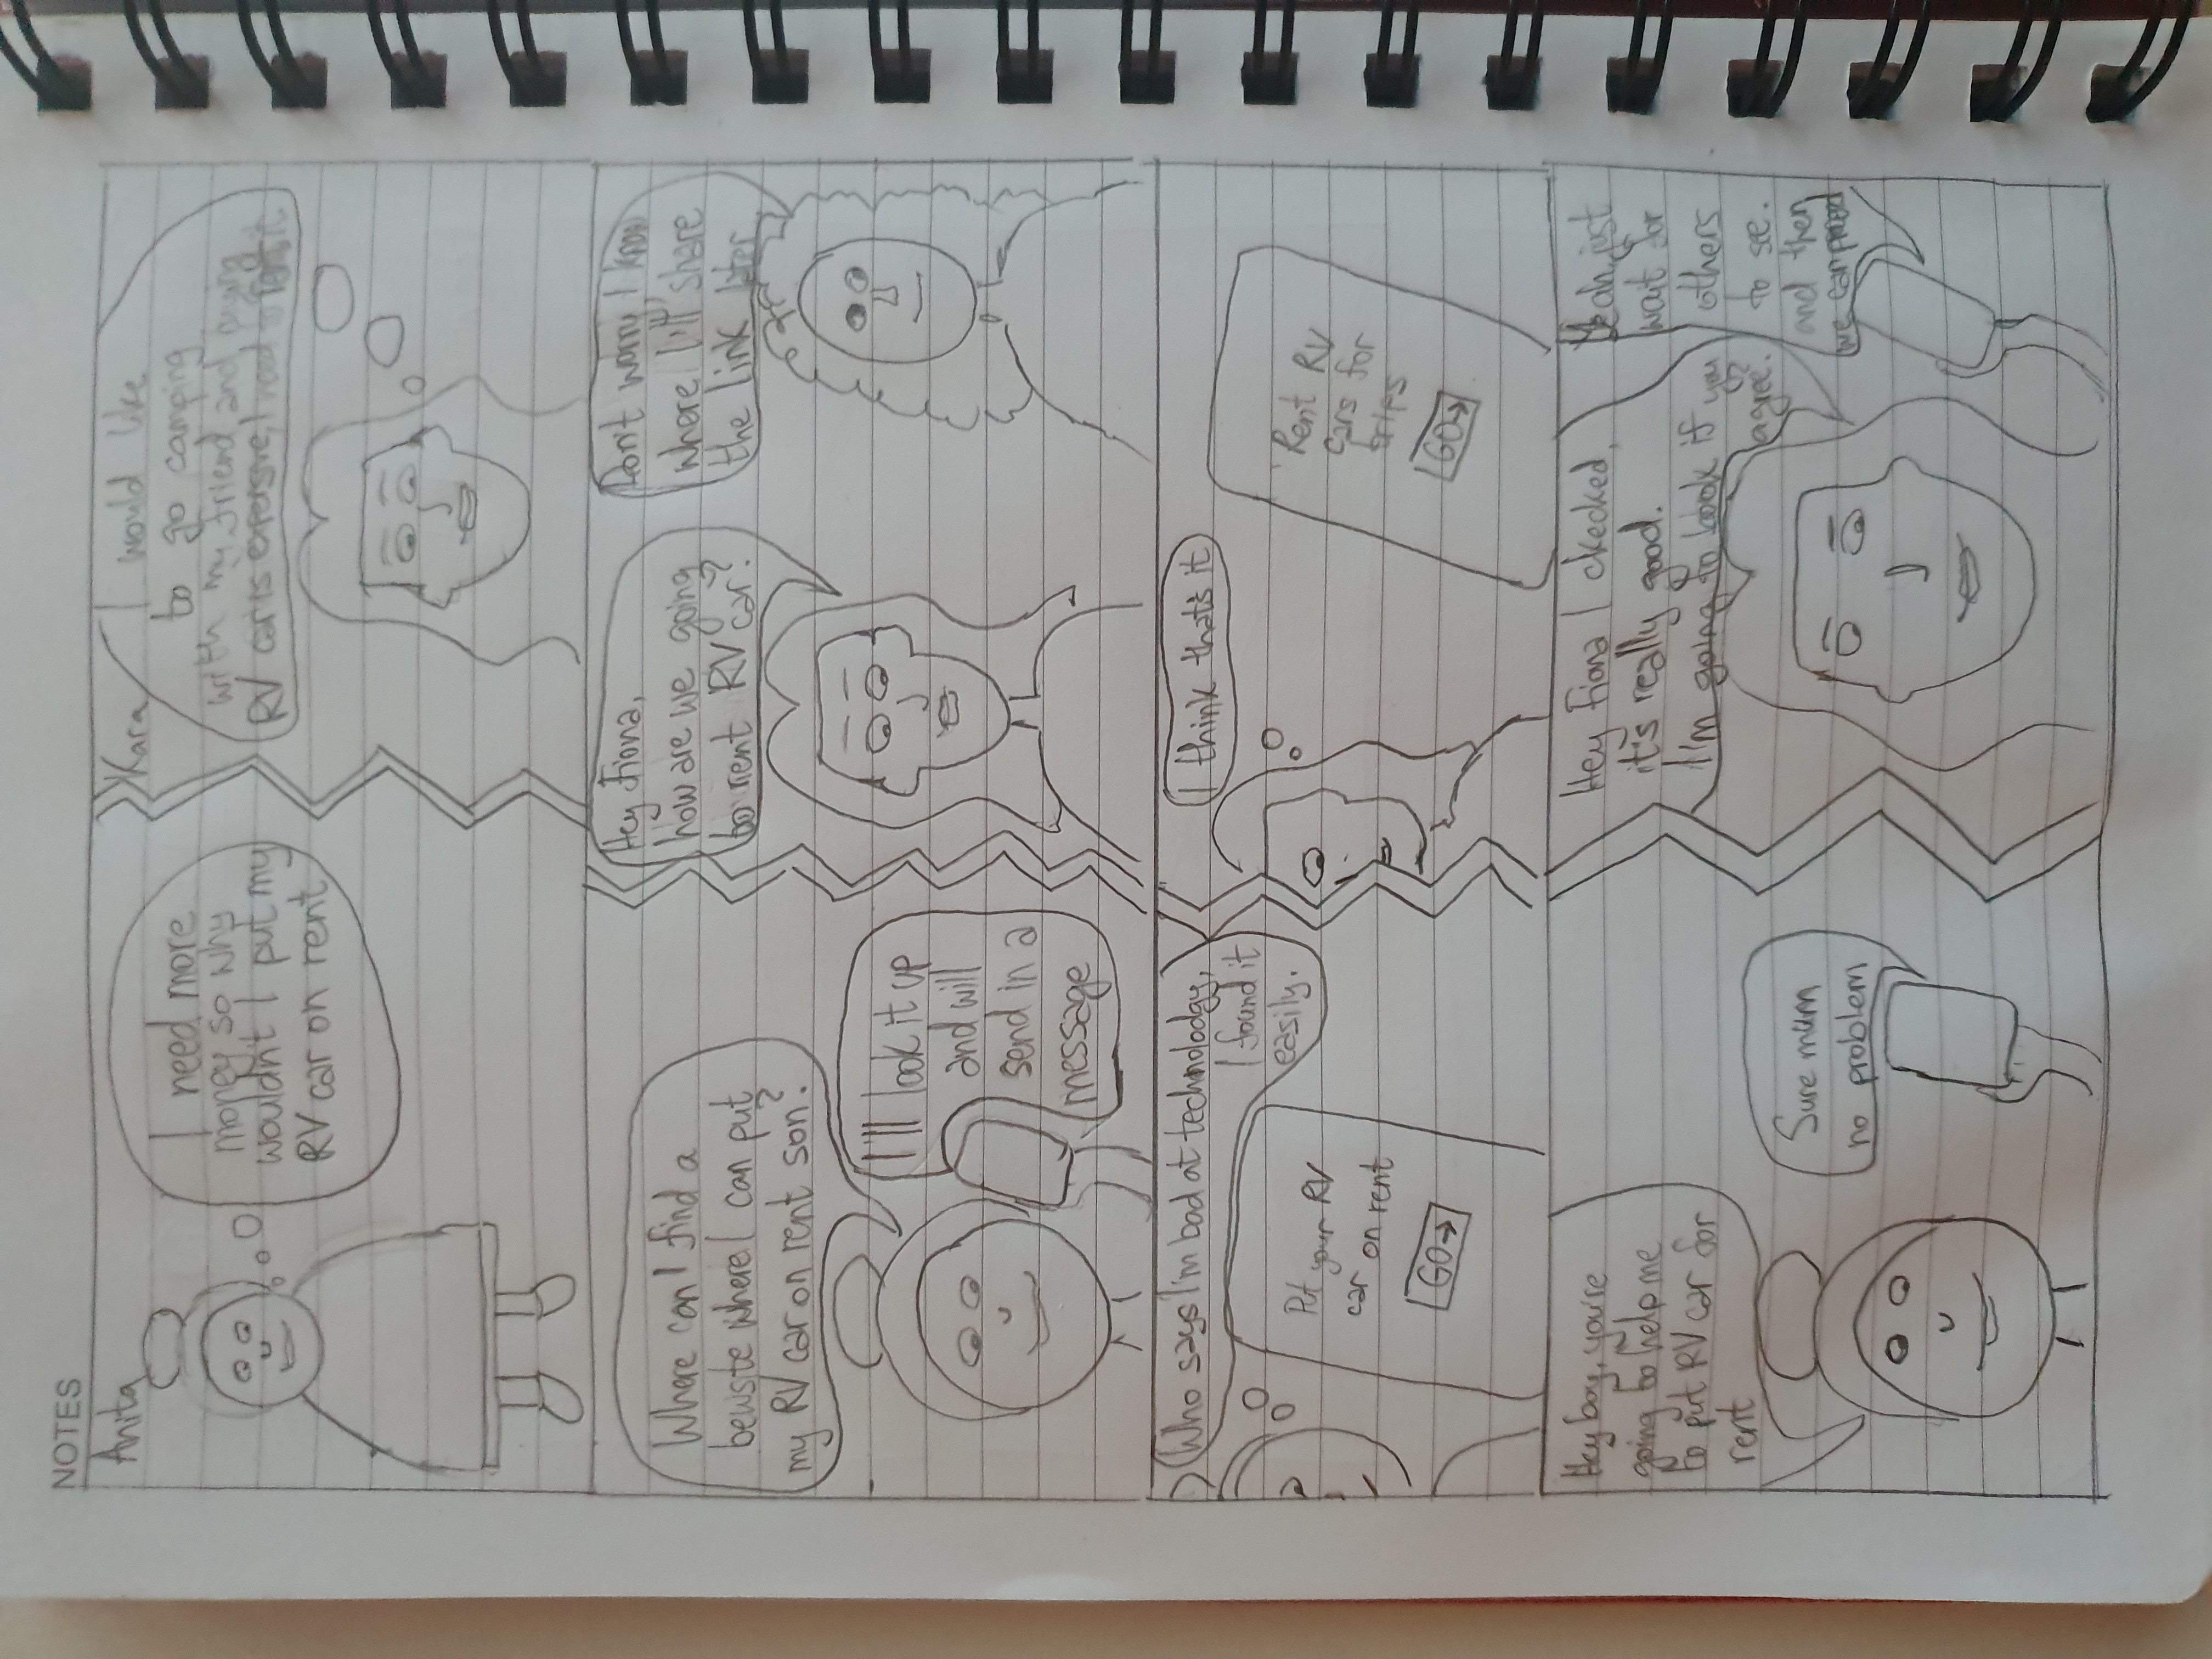 NOTES
Anita
I need more
money so why
wouldn't I put my
RV car on rent
Kara
I would like
to go camping
with my friend and buying
RV car is expensive, I need to rent it
Where can I find a
bewsite where I can put
my RV car on rent son?
I'll look it up
and will
send in a
message
Hey Fiona,
how are we going
to rent RV car?
Don't worry, I know
where. I'll share
the link later
Who says I'm bad at technolodgy,
I found it
easily.
Put your RV
car on rent
GO→
I think that's it
Rent RV
cars for
trips
GO→
Hey boy, you're
going to help me
to put RV car for
rent
Sure mum
no problem
Hey Fiona I ckecked,
it's really good.
I'm going to book if you
agree?
Yeah, just
wait for
others
to see.
and then
we can proceed